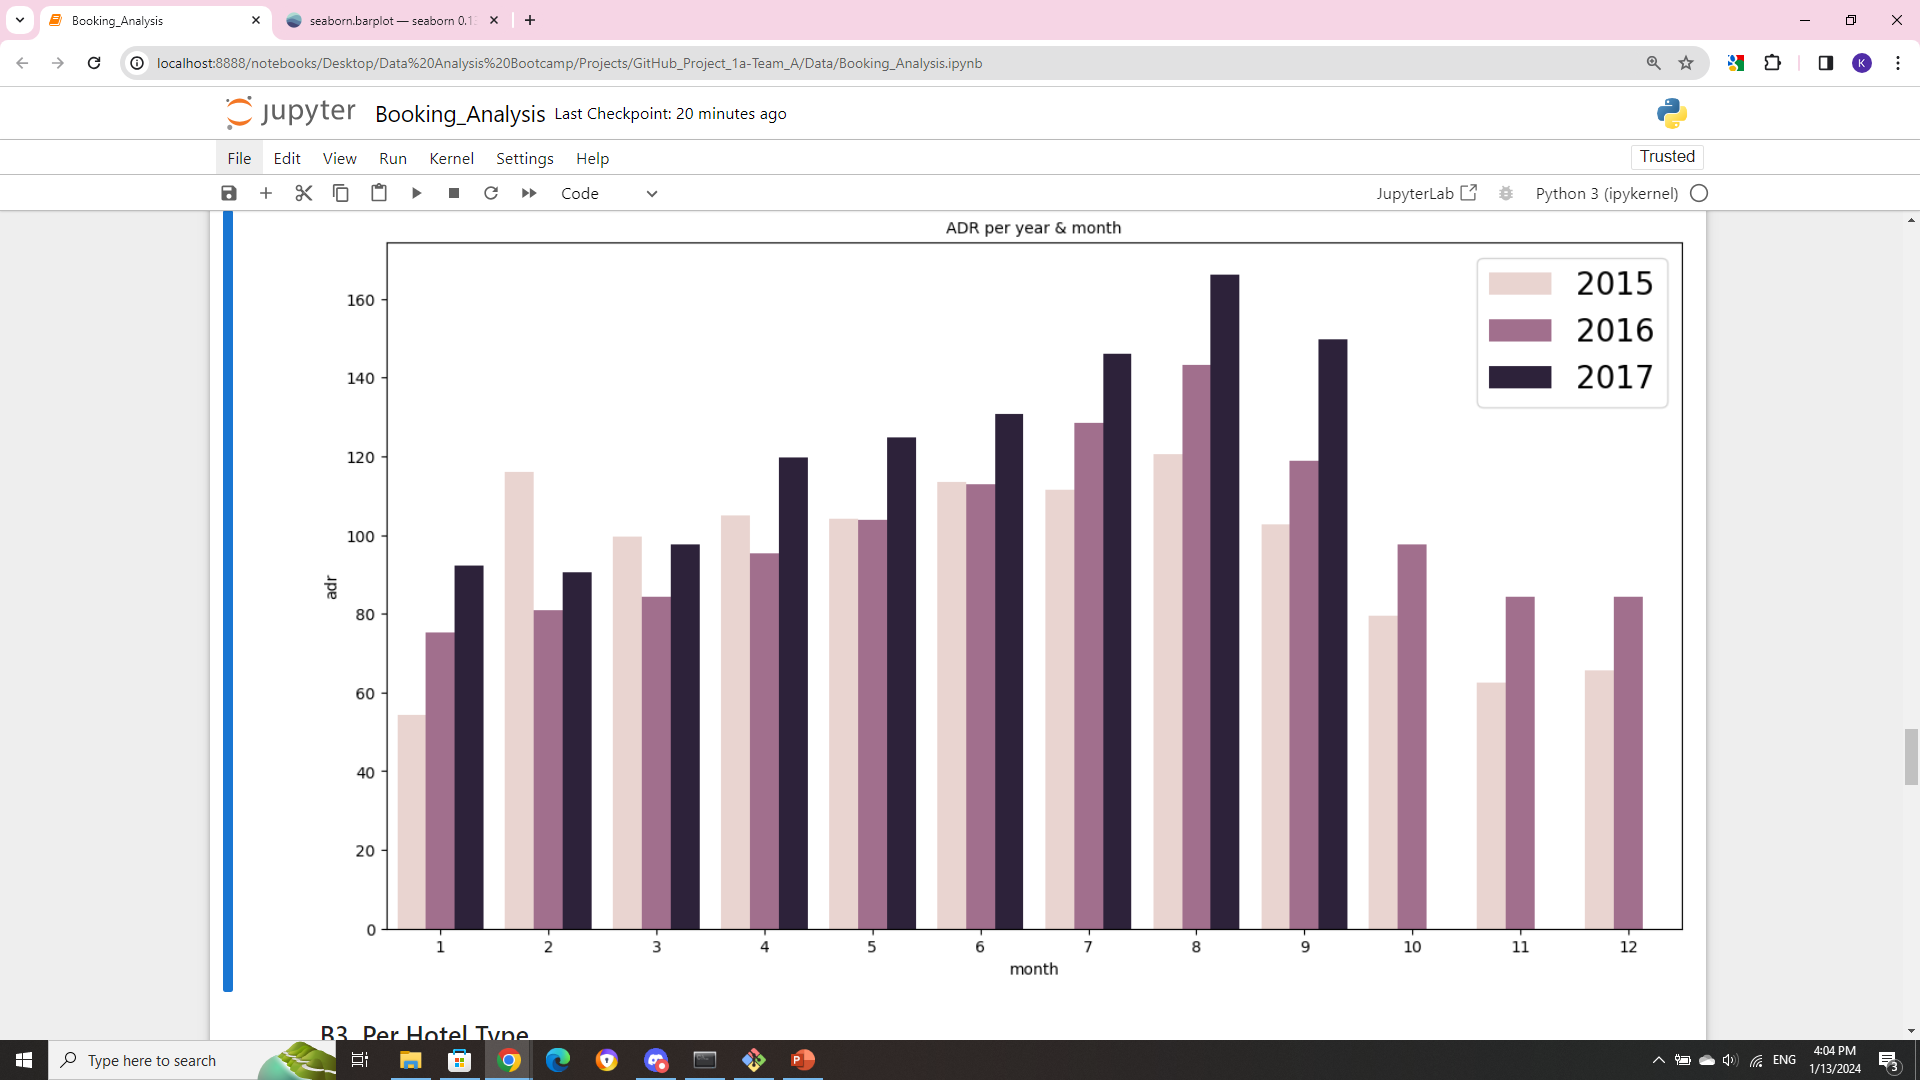 Booking_Analysis
seaborn.barplot — seaborn 0.1
localhost:8888/notebooks/Desktop/Data%20Analysis%20Bootcamp/Projects/GitHub_Project_1a-Team_A/Data/Booking_Analysis.ipynb
K
jupyter Booking_Analysis Last Checkpoint: 20 minutes ago
File Edit View Run Kernel Settings Help
Trusted
Code
JupyterLab
Python 3 (ipykernel)
ADR per year & month
2015
2016
2017
160
140
120
100
80
60
40
20
0
adr
1 2 3 4 5 6 7 8 9 10 11 12
month
B3. Per Hotel Type
Type here to search
ENG
4:04 PM
1/13/2024
3